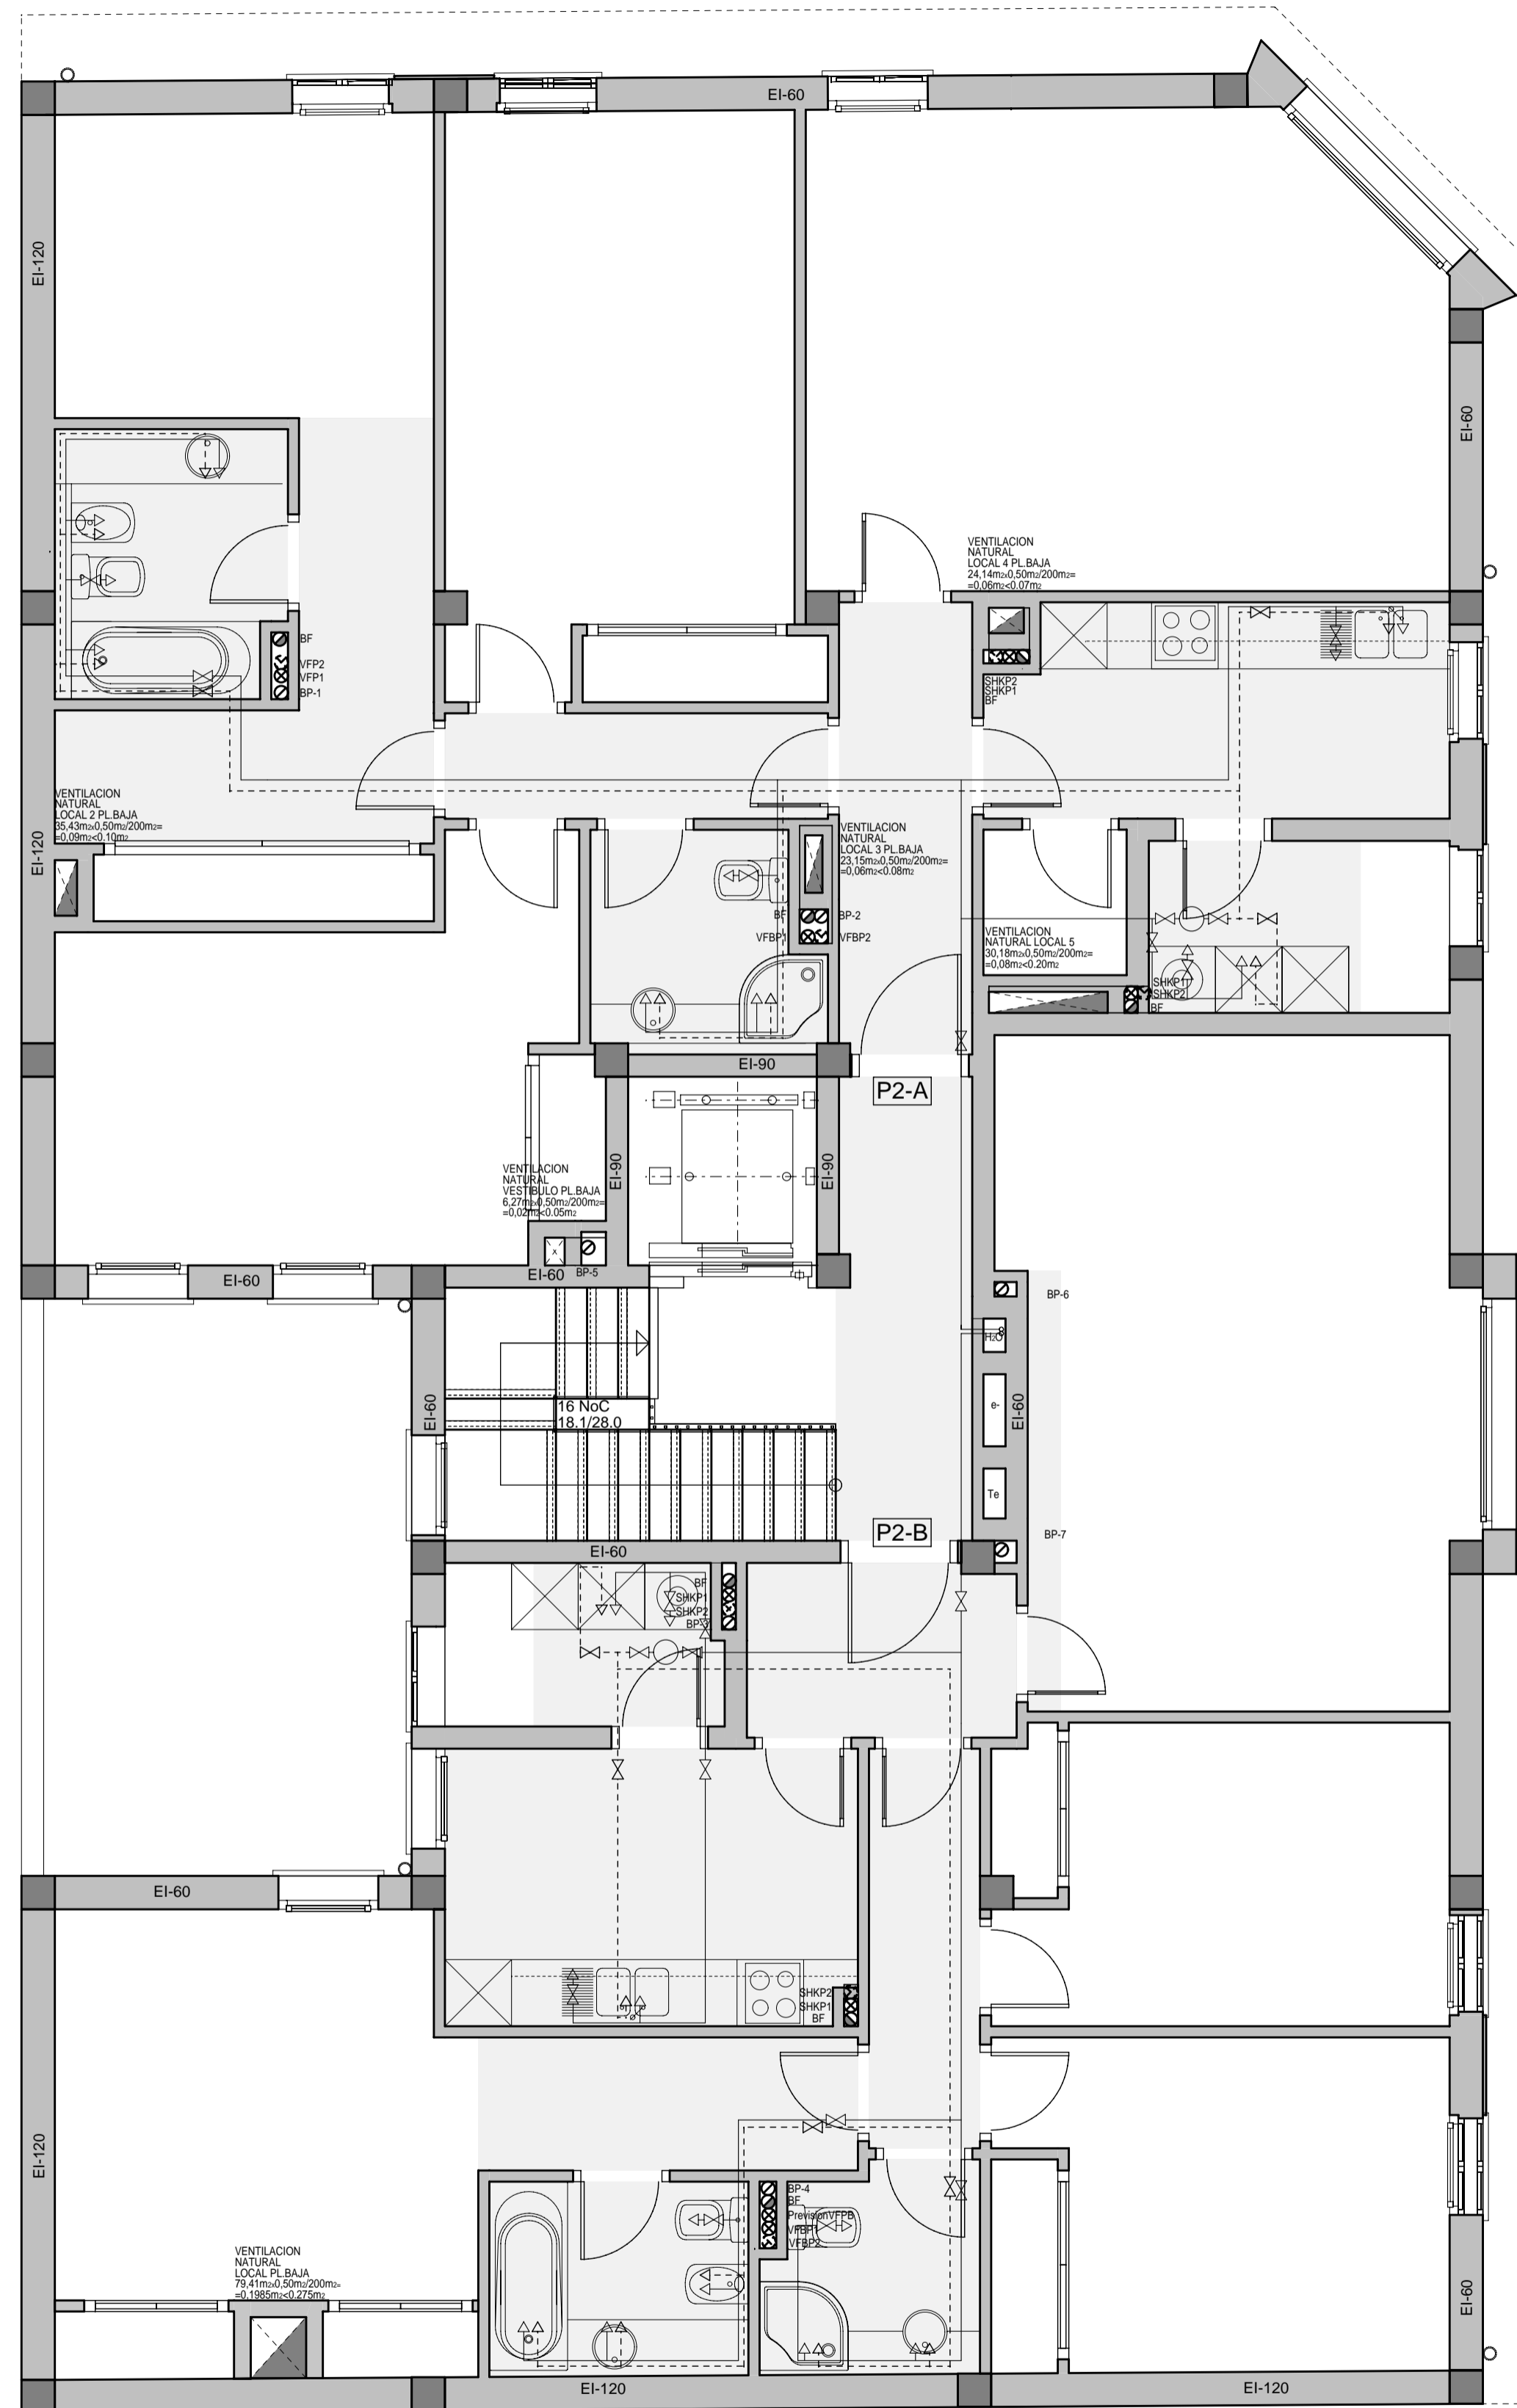 EI-60
EI-120
EI-60
VENTILACION
NATURAL
LOCAL 4 PL.BAJA
24,14m2x0,50m2/200m2=
=0,06m2<0.07m2
BF
VFP2
VFP1
BP-1
SHKP2
SHKP1
BF
VENTILACION
NATURAL
LOCAL 2 PL.BAJA
35,43m2x0,50m2/200m2=
=0,09m2<0.10m2
EI-120
VENTILACION
NATURAL
LOCAL 3 PL.BAJA
23,15m2x0,50m2/200m2=
=0,06m2<0.08m2
BF
BP-2
VFBP1
VFBP2
VENTILACION
NATURAL LOCAL 5
30,18m2x0,50m2/200m2=
=0,08m2<0.20m2
SHKP1
SHKP2
BF
EI-90
P2-A
EI-90
EI-90
VENTILACION
NATURAL
VESTIBULO PL.BAJA
6,27m2x0,50m2/200m2=
=0,02m2<0.05m2
x
EI-60
BP-5
EI-60
BP-6
H2O
e-
EI-60
EI-60
16 NoC
18.1/28.0
Te
P2-B
BP-7
EI-60
BF
SHKP1
SHKP2
BP-3
EI-60
SHKP2
SHKP1
BF
EI-120
BP-4
BF
PrevisionVFPB
VFBP1
VFBP2
VENTILACION
NATURAL
LOCAL PL.BAJA
79,41m2x0,50m2/200m2=
=0,1985m2<0.275m2
EI-60
EI-120
EI-120